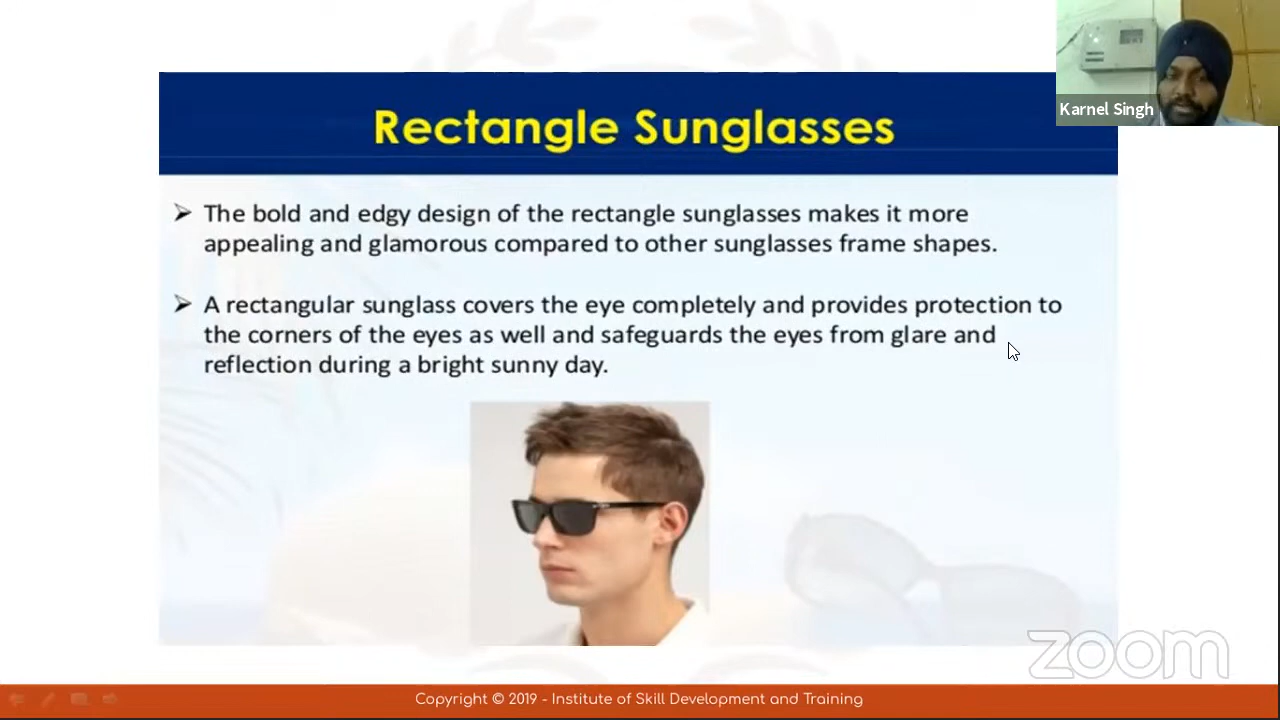 Rectangle Sunglasses
Karnel Singh
➢ The bold and edgy design of the rectangle sunglasses makes it more
appealing and glamorous compared to other sunglasses frame shapes.
➢ A rectangular sunglass covers the eye completely and provides protection to
the corners of the eyes as well and safeguards the eyes from glare and
reflection during a bright sunny day.
zoom
Copyright © 2019 - Institute of Skill Development and Training